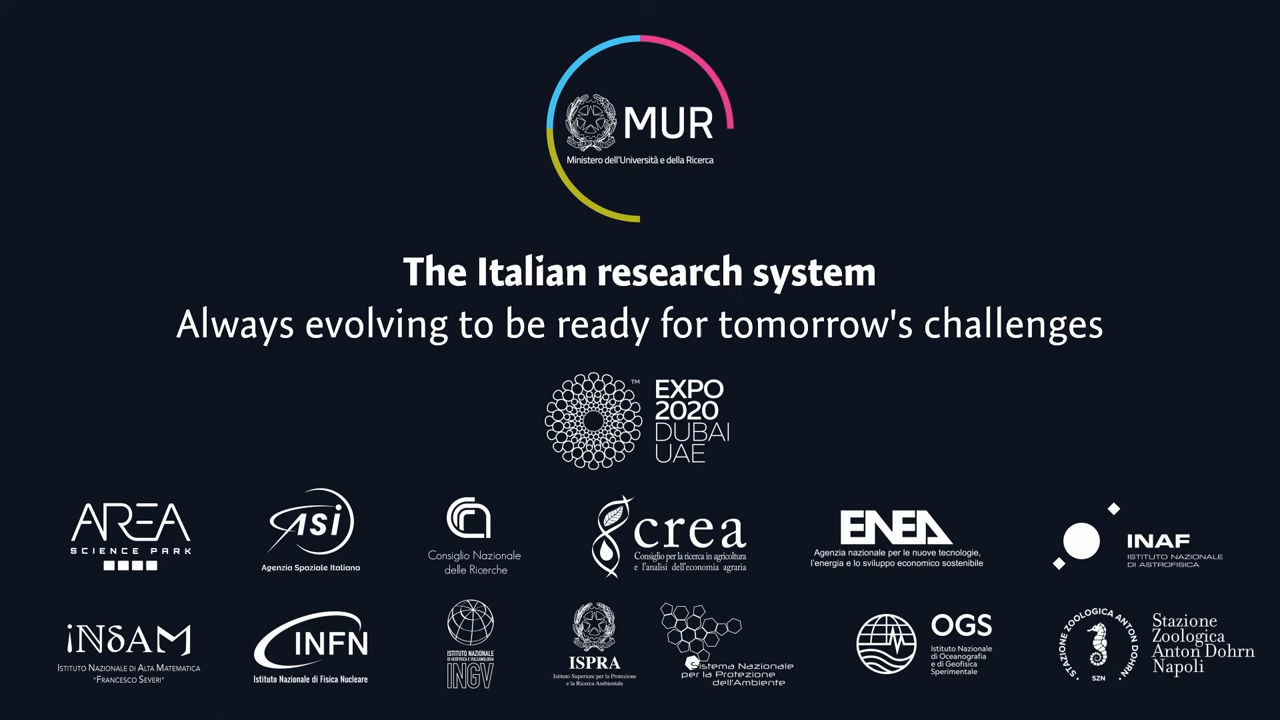 MUR
Ministero dell'Università e della Ricerca
The Italian research system
Always evolving to be ready for tomorrow's challenges
™
EXPO
2020
DUBAI
UAE
AREA
SCIENCE PARK
ASI
Agenzia Spaziale Italiana
Consiglio Nazionale
delle Ricerche
crea
Consiglio per la ricerca in agricoltura
e l'analisi dell'economia agraria
ENEA
Agenzia nazionale per le nuove tecnologie,
l'energia e lo sviluppo economico sostenibile
INAF
ISTITUTO NAZIONALE
DI ASTROFISICA
INδAM
ISTITUTO NAZIONALE DI ALTA MATEMATICA
"FRANCESCO SEVERI"
INFN
Istituto Nazionale di Fisica Nucleare
ISTITUTO NAZIONALE
DI GEOFISICA E VULCANOLOGIA
INGV
ISPRA
Istituto Superiore per la Protezione
e la Ricerca Ambientale
Sistema Nazionale
per la Protezione
dell'Ambiente
OGS
Istituto Nazionale
di Oceanografia
e di Geofisica
Sperimentale
• STAZIONE ZOOLOGICA ANTON DOHRN •
SZN
Stazione
Zoologica
Anton Dohrn
Napoli